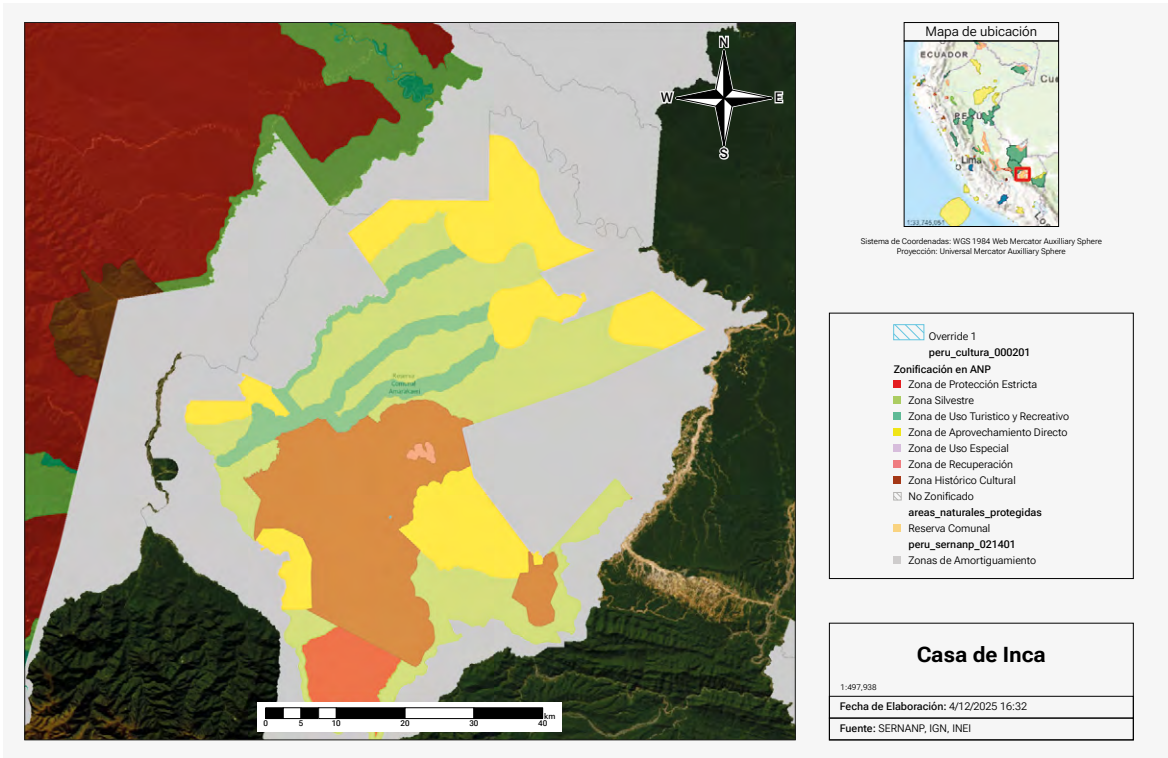 N
W
E
S
Reserva
Comunal
Amarakaeri
0
5
10
20
30
40
km
Mapa de ubicación
ECUADOR
PERÚ
Lima
1:33,745,051
Sistema de Coordenadas: WGS 1984 Web Mercator Auxilliary Sphere
Proyección: Universal Mercator Auxilliary Sphere
Override 1
peru_cultura_000201
Zonificación en ANP
Zona de Protección Estricta
Zona Silvestre
Zona de Uso Turistico y Recreativo
Zona de Aprovechamiento Directo
Zona de Uso Especial
Zona de Recuperación
Zona Histórico Cultural
No Zonificado
areas_naturales_protegidas
Reserva Comunal
peru_sernanp_021401
Zonas de Amortiguamiento
Casa de Inca
1:497,938
Fecha de Elaboración: 4/12/2025 16:32
Fuente: SERNANP, IGN, INEI